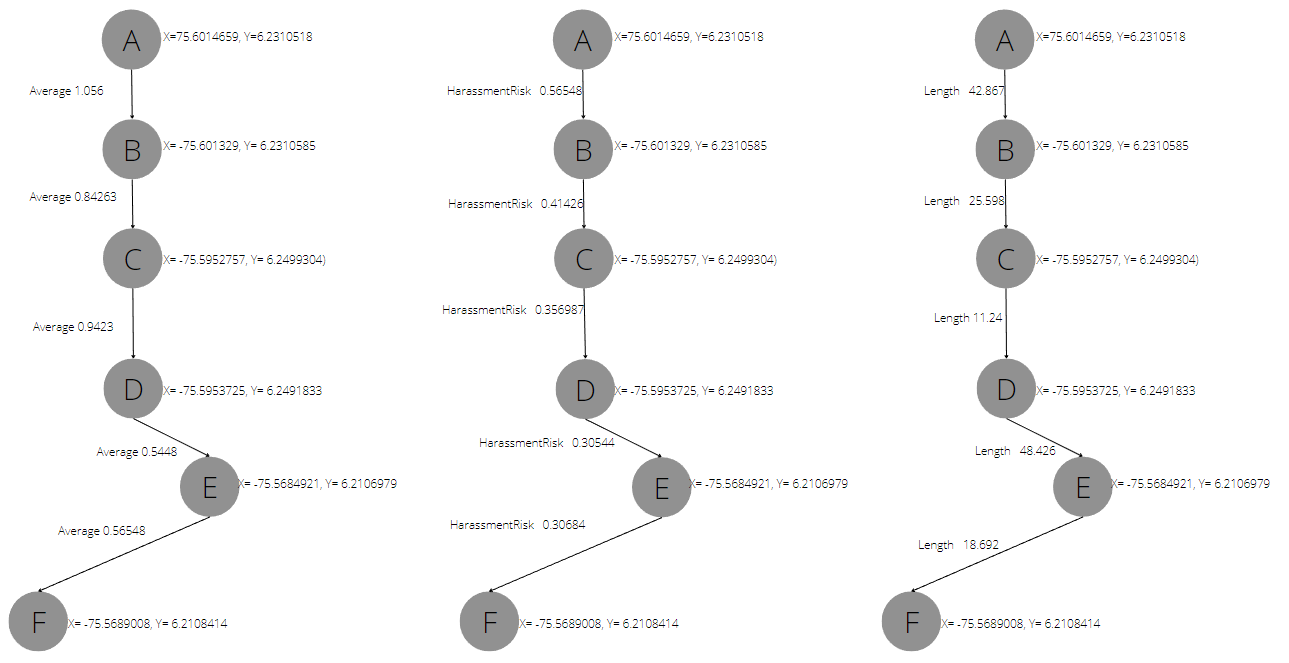 A
X=75.6014659, Y=6.2310518
Average 1.056
B
X= -75.601329, Y= 6.2310585
Average 0.84263
C
X= -75.5952757, Y= 6.2499304)
Average 0.9423
D
X= -75.5953725, Y= 6.2491833
Average 0.5448
E
X= -75.5684921, Y= 6.2106979
Average 0.56548
F
X= -75.5689008, Y= 6.2108414
A
X=75.6014659, Y=6.2310518
HarassmentRisk 0.56548
B
X= -75.601329, Y= 6.2310585
HarassmentRisk 0.41426
C
X= -75.5952757, Y= 6.2499304)
HarassmentRisk 0.356987
D
X= -75.5953725, Y= 6.2491833
HarassmentRisk 0.30544
E
X= -75.5684921, Y= 6.2106979
HarassmentRisk 0.30684
F
X= -75.5689008, Y= 6.2108414
A
X=75.6014659, Y=6.2310518
Length 42.867
B
X= -75.601329, Y= 6.2310585
Length 25.598
C
X= -75.5952757, Y= 6.2499304)
Length 11.24
D
X= -75.5953725, Y= 6.2491833
Length 48.426
E
X= -75.5684921, Y= 6.2106979
Length 18.692
F
X= -75.5689008, Y= 6.2108414